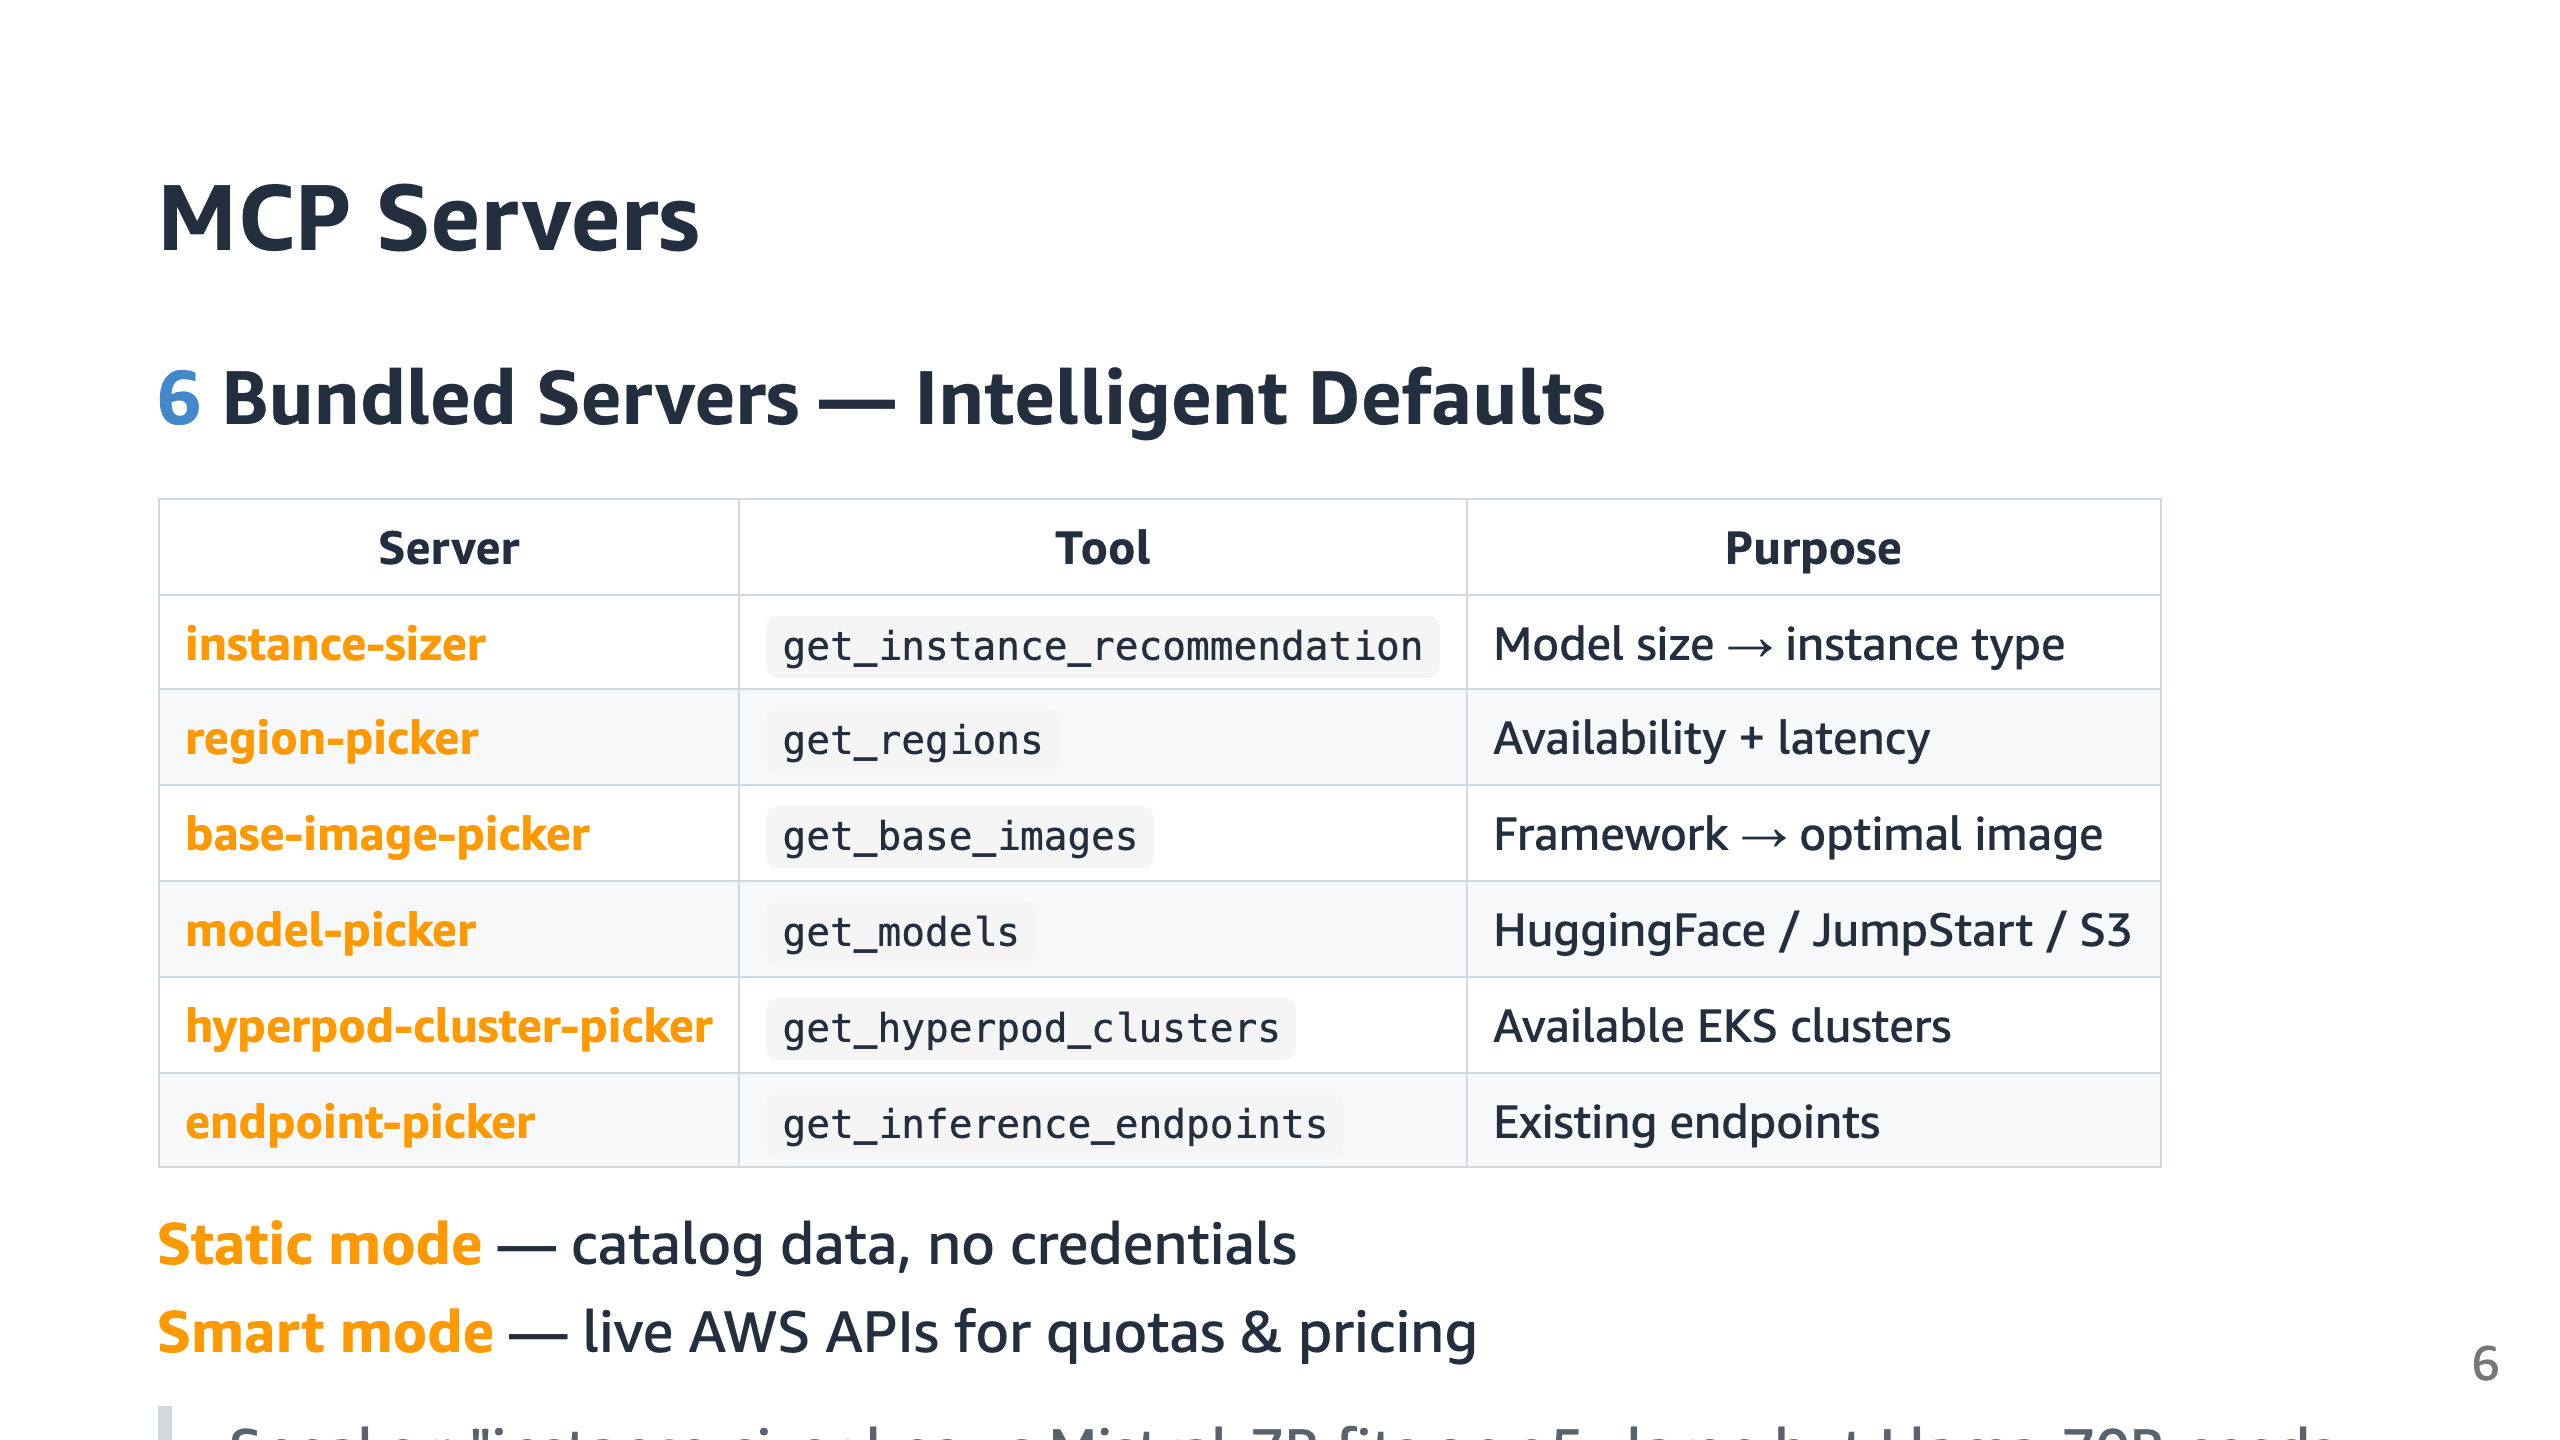 MCP Servers
6 Bundled Servers — Intelligent Defaults
Server Tool Purpose
instance-sizer get_instance_recommendation Model size → instance type
region-picker get_regions Availability + latency
base-image-picker get_base_images Framework → optimal image
model-picker get_models HuggingFace / JumpStart / S3
hyperpod-cluster-picker get_hyperpod_clusters Available EKS clusters
endpoint-picker get_inference_endpoints Existing endpoints
Static mode — catalog data, no credentials
Smart mode — live AWS APIs for quotas & pricing
6